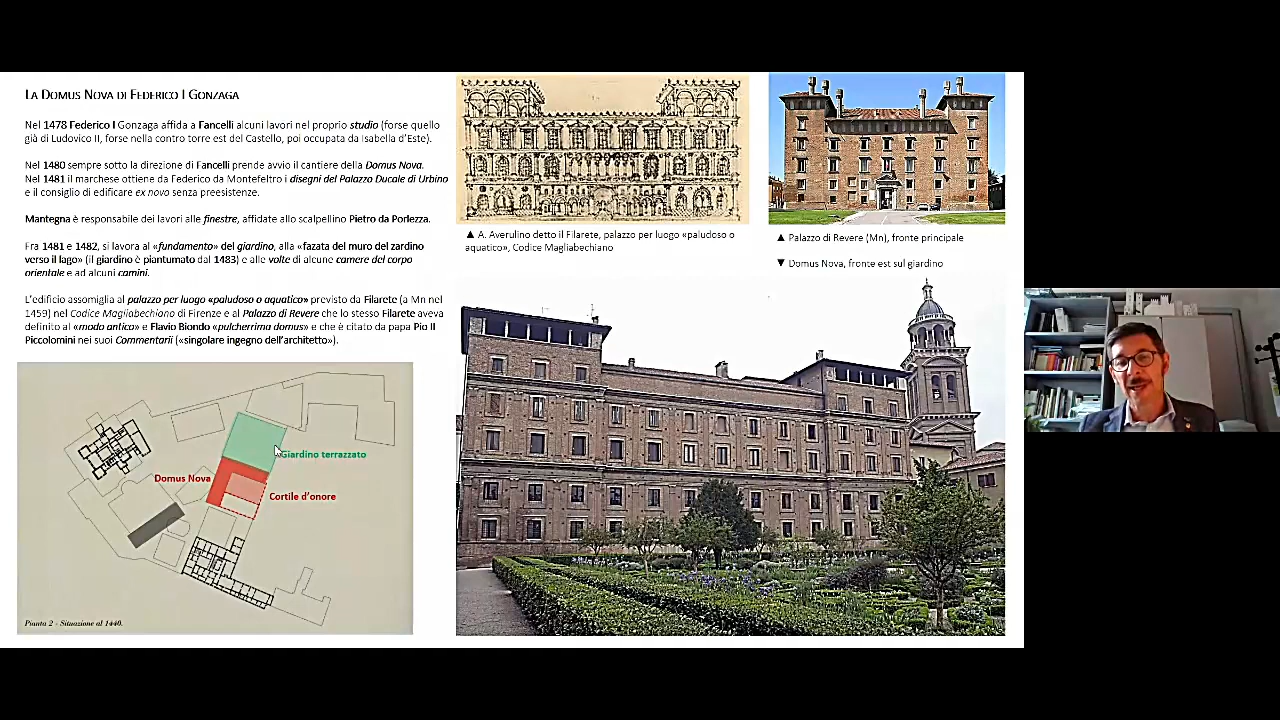 LA DOMUS NOVA DI FEDERICO I GONZAGA
Nel 1478 Federico I Gonzaga affida a Fancelli alcuni lavori nel proprio studio (forse quello
già di Ludovico II, forse nella contro torre est del Castello, poi occupata da Isabella d'Este).
Nel 1480 sempre sotto la direzione di Fancelli prende avvio il cantiere della Domus Nova.
Nel 1481 il marchese ottiene da Federico da Montefeltro i disegni del Palazzo Ducale di Urbino
e il consiglio di edificare ex novo senza preesistenze.
Mantegna è responsabile dei lavori alle finestre, affidate allo scalpellino Pietro da Porlezza.
Fra 1481 e 1482, si lavora al «fundamento» del giardino, alla «fazata del muro del zardino
verso il lago» (il giardino è piantumato dal 1483) e alle volte di alcune camere del corpo
orientale e ad alcuni camini.
L'edificio assomiglia al palazzo per luogo «paludoso o aquatico» previsto da Filarete (a Mn nel
1459) nel Codice Magliabechiano di Firenze e al Palazzo di Revere che lo stesso Filarete aveva
definito al «modo antico» e Flavio Biondo «pulcherrima domus» e che è citato da papa Pio II
Piccolomini nei suoi Commentarii («singolare ingegno dell'architetto»).
▲ A. Averulino detto il Filarete, palazzo per luogo «paludoso o
aquatico», Codice Magliabechiano
▲ Palazzo di Revere (Mn), fronte principale
▼ Domus Nova, fronte est sul giardino
Giardino terrazzato
Domus Nova
Cortile d'onore
Pianta 2 - Situazione al 1440.